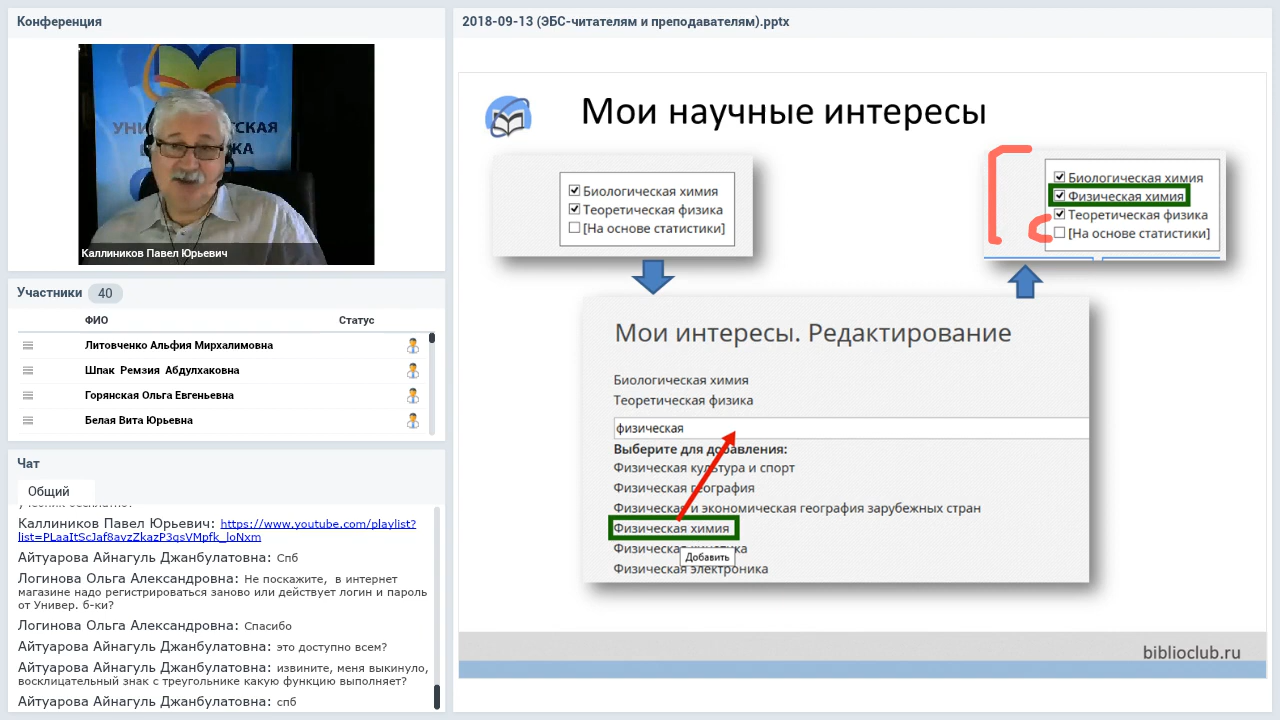 Конференция
УНИ
СКАЯ
КА
Каллиников Павел Юрьевич
Участники 40
ФИО Статус
Литовченко Альфия Мирхалимовна
Шпак Ремзия Абдулхаковна
Горянская Ольга Евгеньевна
Белая Вита Юрьевна
Чат
Общий
Каллиников Павел Юрьевич: https://www.youtube.com/playlist?
Айтуарова Айнагуль Джанбулатовна: Спб
Логинова Ольга Александровна: Не поскажите, в интернет
магазине надо регистрироваться заново или действует логин и пароль
от Универ. б-ки?
Логинова Ольга Александровна: Спасибо
Айтуарова Айнагуль Джанбулатовна: это доступно всем?
Айтуарова Айнагуль Джанбулатовна: извините, меня выкинуло,
восклицательный знак с треугольнике какую функцию выполняет?
Айтуарова Айнагуль Джанбулатовна: спб
2018-09-13 (ЭБС-читателям и преподавателям).pptx
Мои научные интересы
Биологическая химия
Теоретическая физика
[На основе статистики]
Биологическая химия
Физическая химия
Теоретическая физика
[На основе статистики]
Мои интересы. Редактирование
Биологическая химия
Теоретическая физика
физическая
Выберите для добавления:
Физическая культура и спорт
Физическая география
Физическая и экономическая география зарубежных стран
Физическая химия
Физическая
Добавить
Физическая электроника
biblioclub.ru